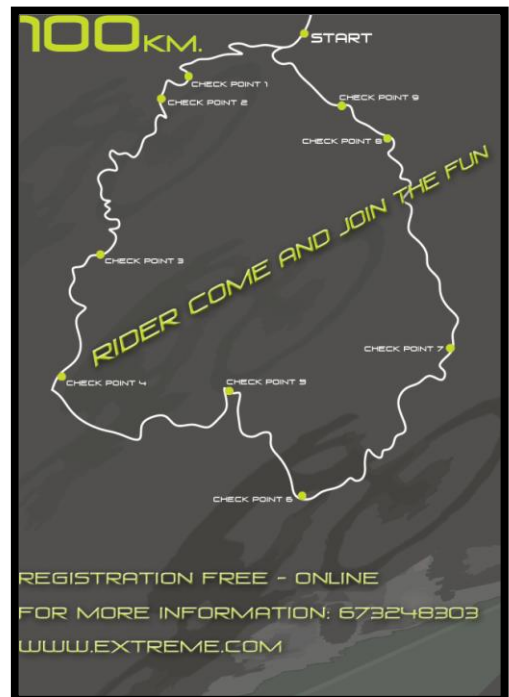 100KM.
START
CHECK POINT 1
CHECK POINT 2
CHECK POINT 9
CHECK POINT 8
RIDER COME AND JOIN THE FUN
CHECK POINT 3
CHECK POINT 7
CHECK POINT 4
CHECK POINT 5
CHECK POINT 6
REGISTRATION FREE - ONLINE
FOR MORE INFORMATION: 673248303
WWW.EXTREME.COM